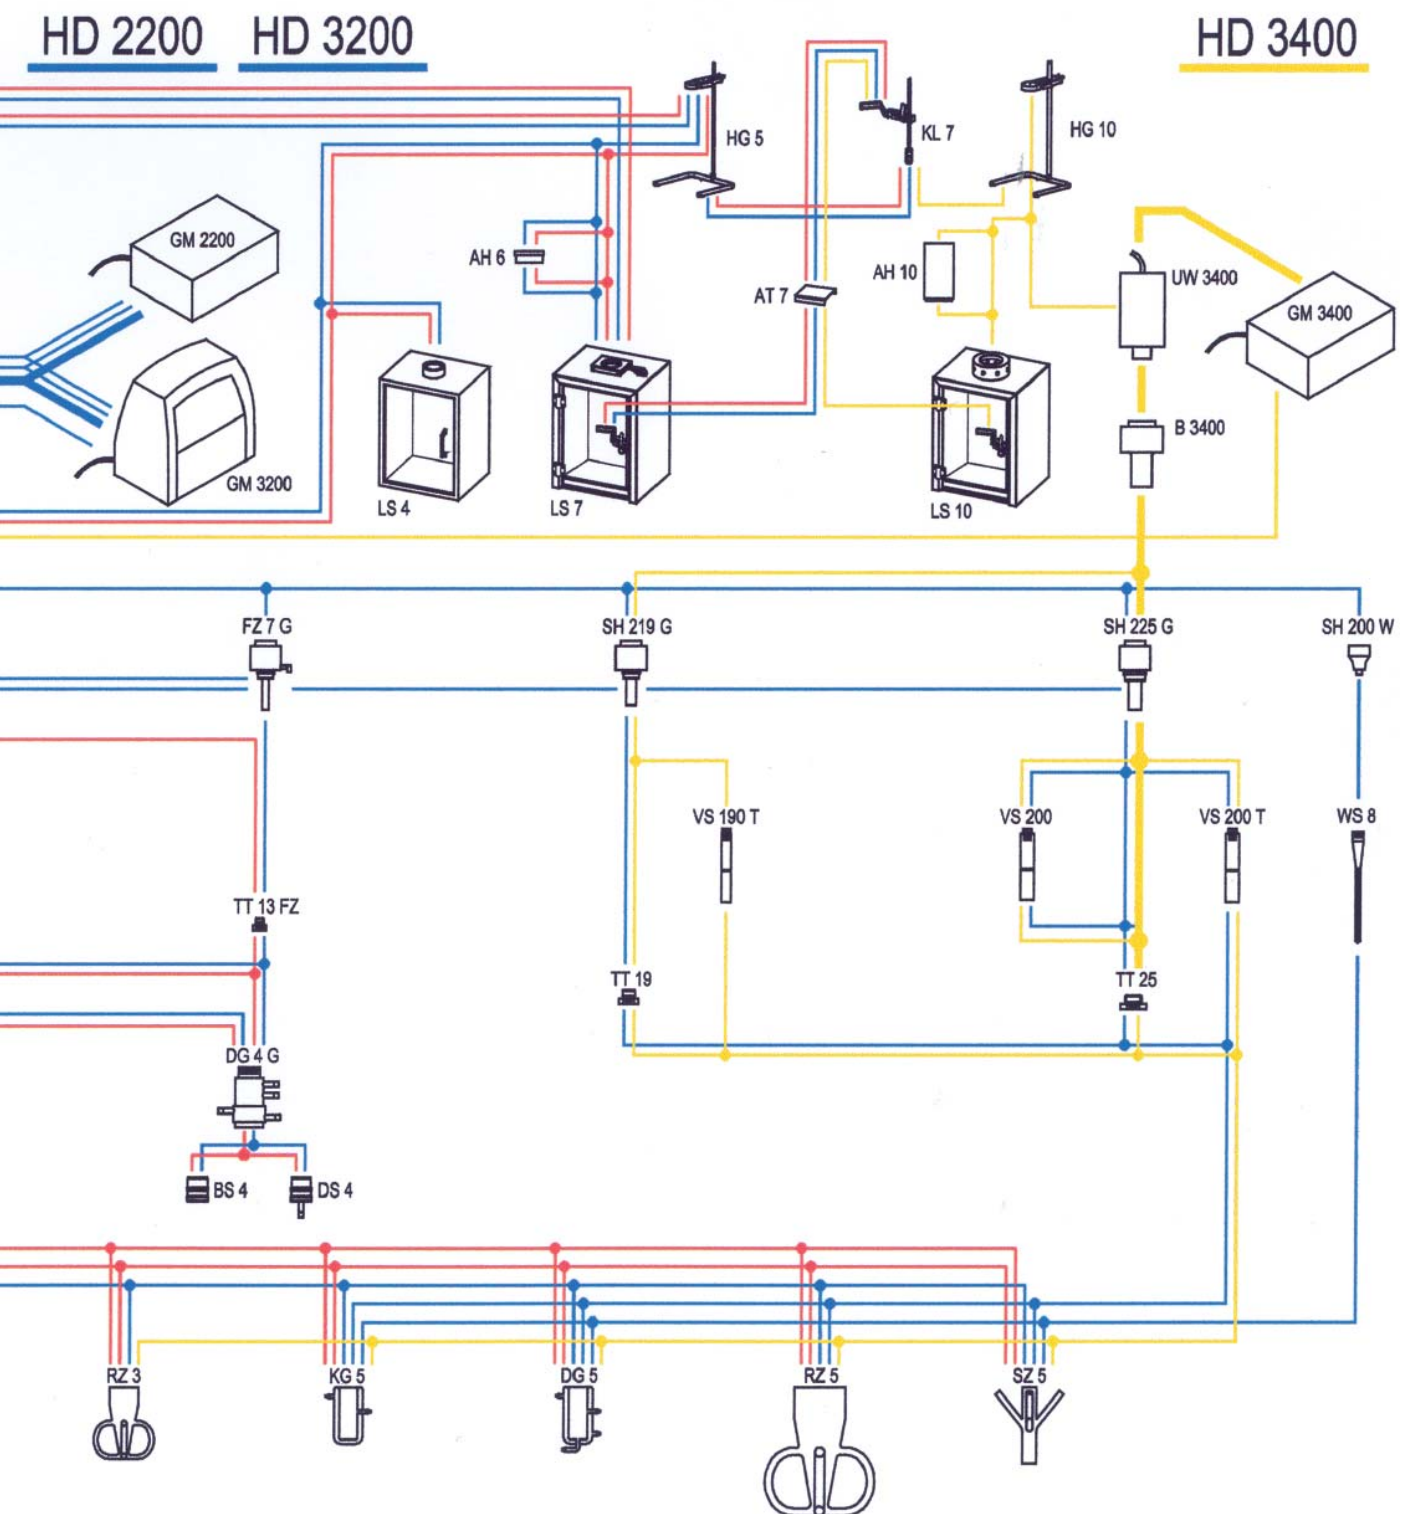 HD 2200 HD 3200 HD 3400
HG 5
KL 7
HG 10
GM 2200
AH 6
AH 10
UW 3400
AT 7
GM 3400
B 3400
GM 3200
LS 4
LS 7
LS 10
FZ 7 G
SH 219 G
SH 225 G
SH 200 W
VS 190 T
VS 200
VS 200 T
WS 8
TT 13 FZ
TT 19
TT 25
DG 4 G
BS 4
DS 4
RZ 3
KG 5
DG 5
RZ 5
SZ 5